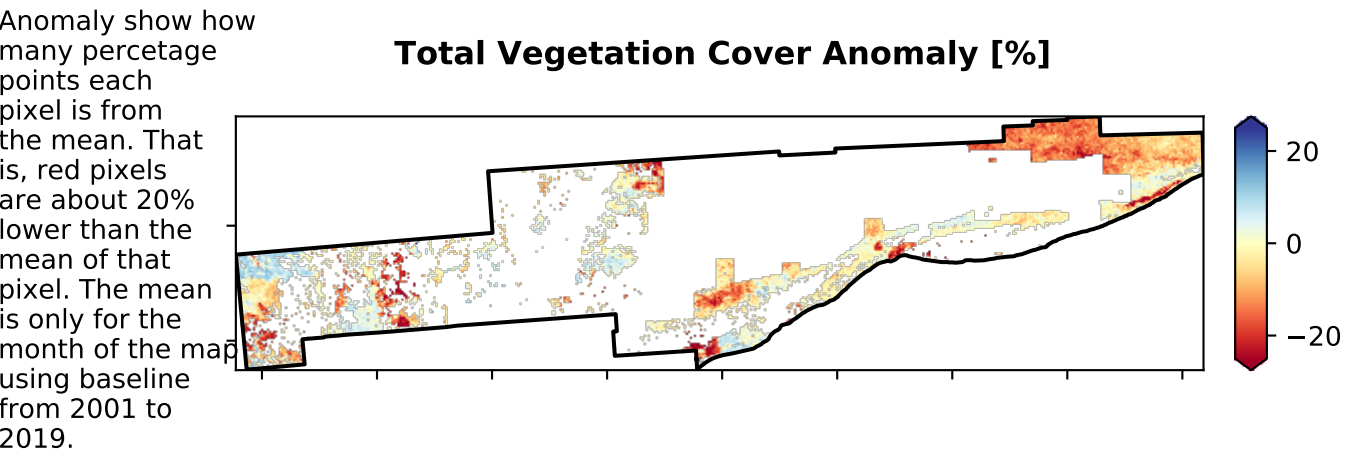 Anomaly show how
many percetage
points each
pixel is from
the mean. That
is, red pixels
are about 20%
lower than the
mean of that
pixel. The mean
is only for the
month of the map
using baseline
from 2001 to
2019.
Total Vegetation Cover Anomaly [%]
20
0
−20